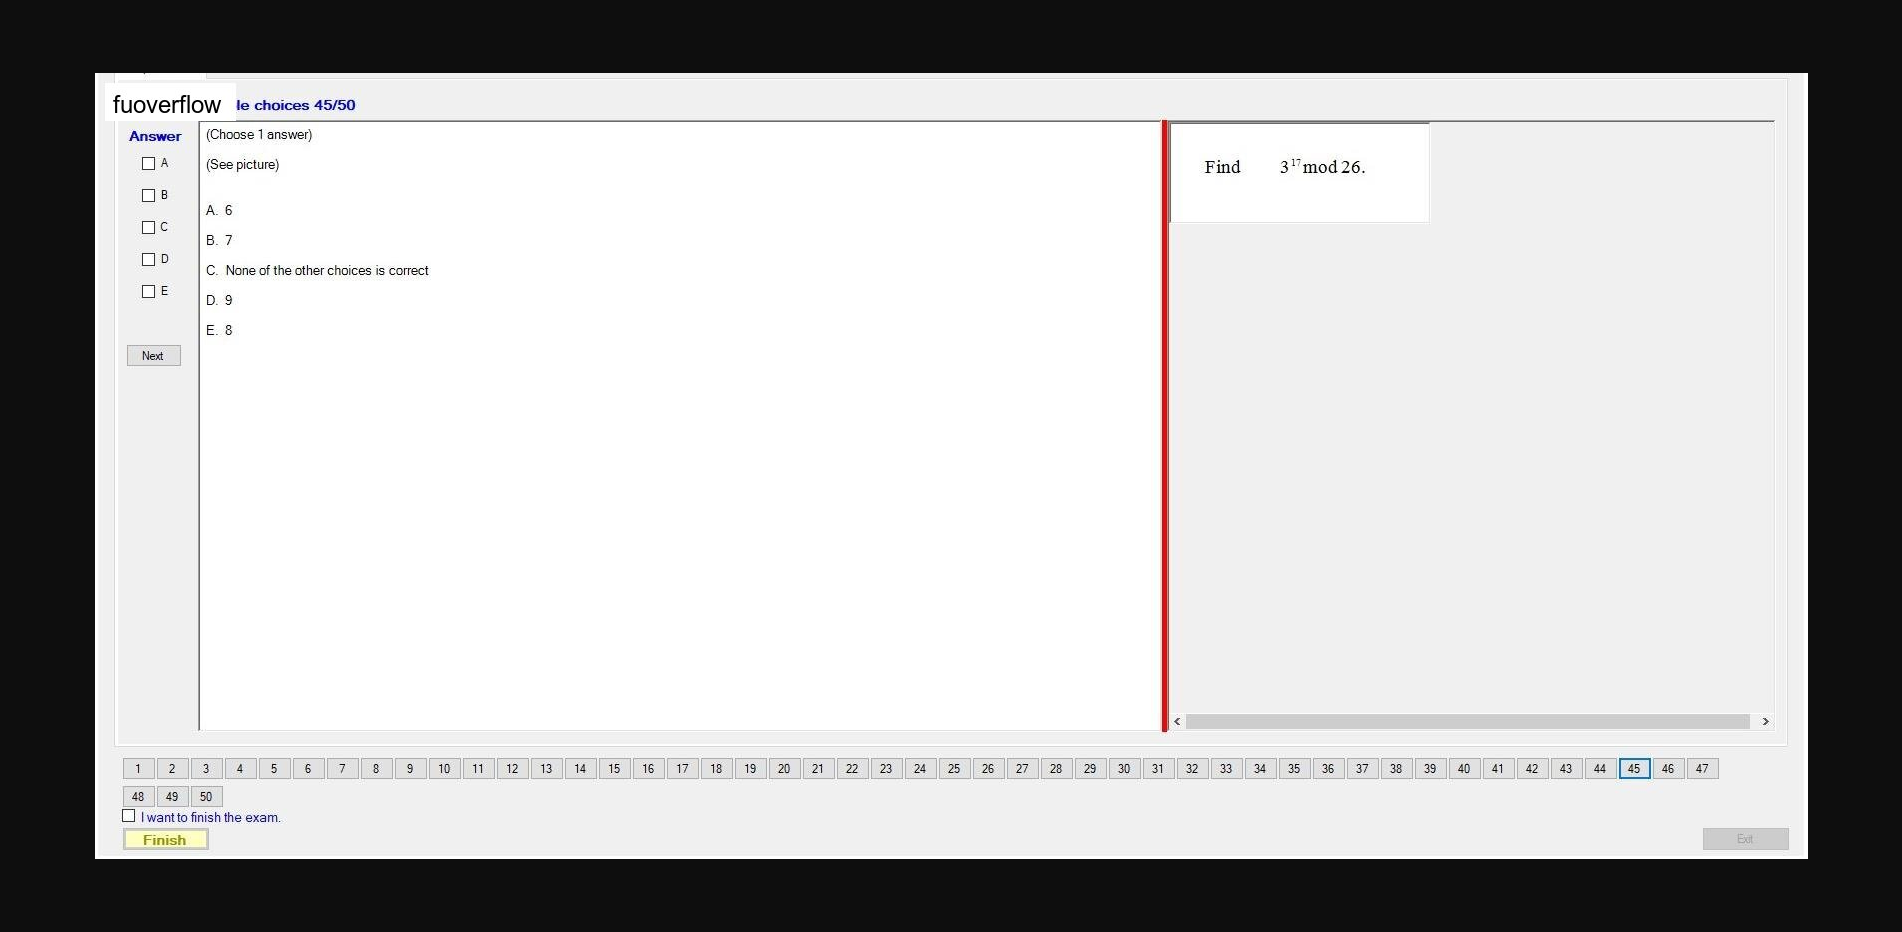 fuoverflow le choices 45/50
Answer
A
B
C
D
E
Next
(Choose 1 answer)
(See picture)
A. 6
B. 7
C. None of the other choices is correct
D. 9
E. 8
Find 3¹⁷ mod 26.
1 2 3 4 5 6 7 8 9 10 11 12 13 14 15 16 17 18 19 20 21 22 23 24 25 26 27 28 29 30 31 32 33 34 35 36 37 38 39 40 41 42 43 44 45 46 47
48 49 50
I want to finish the exam.
Finish
Exit